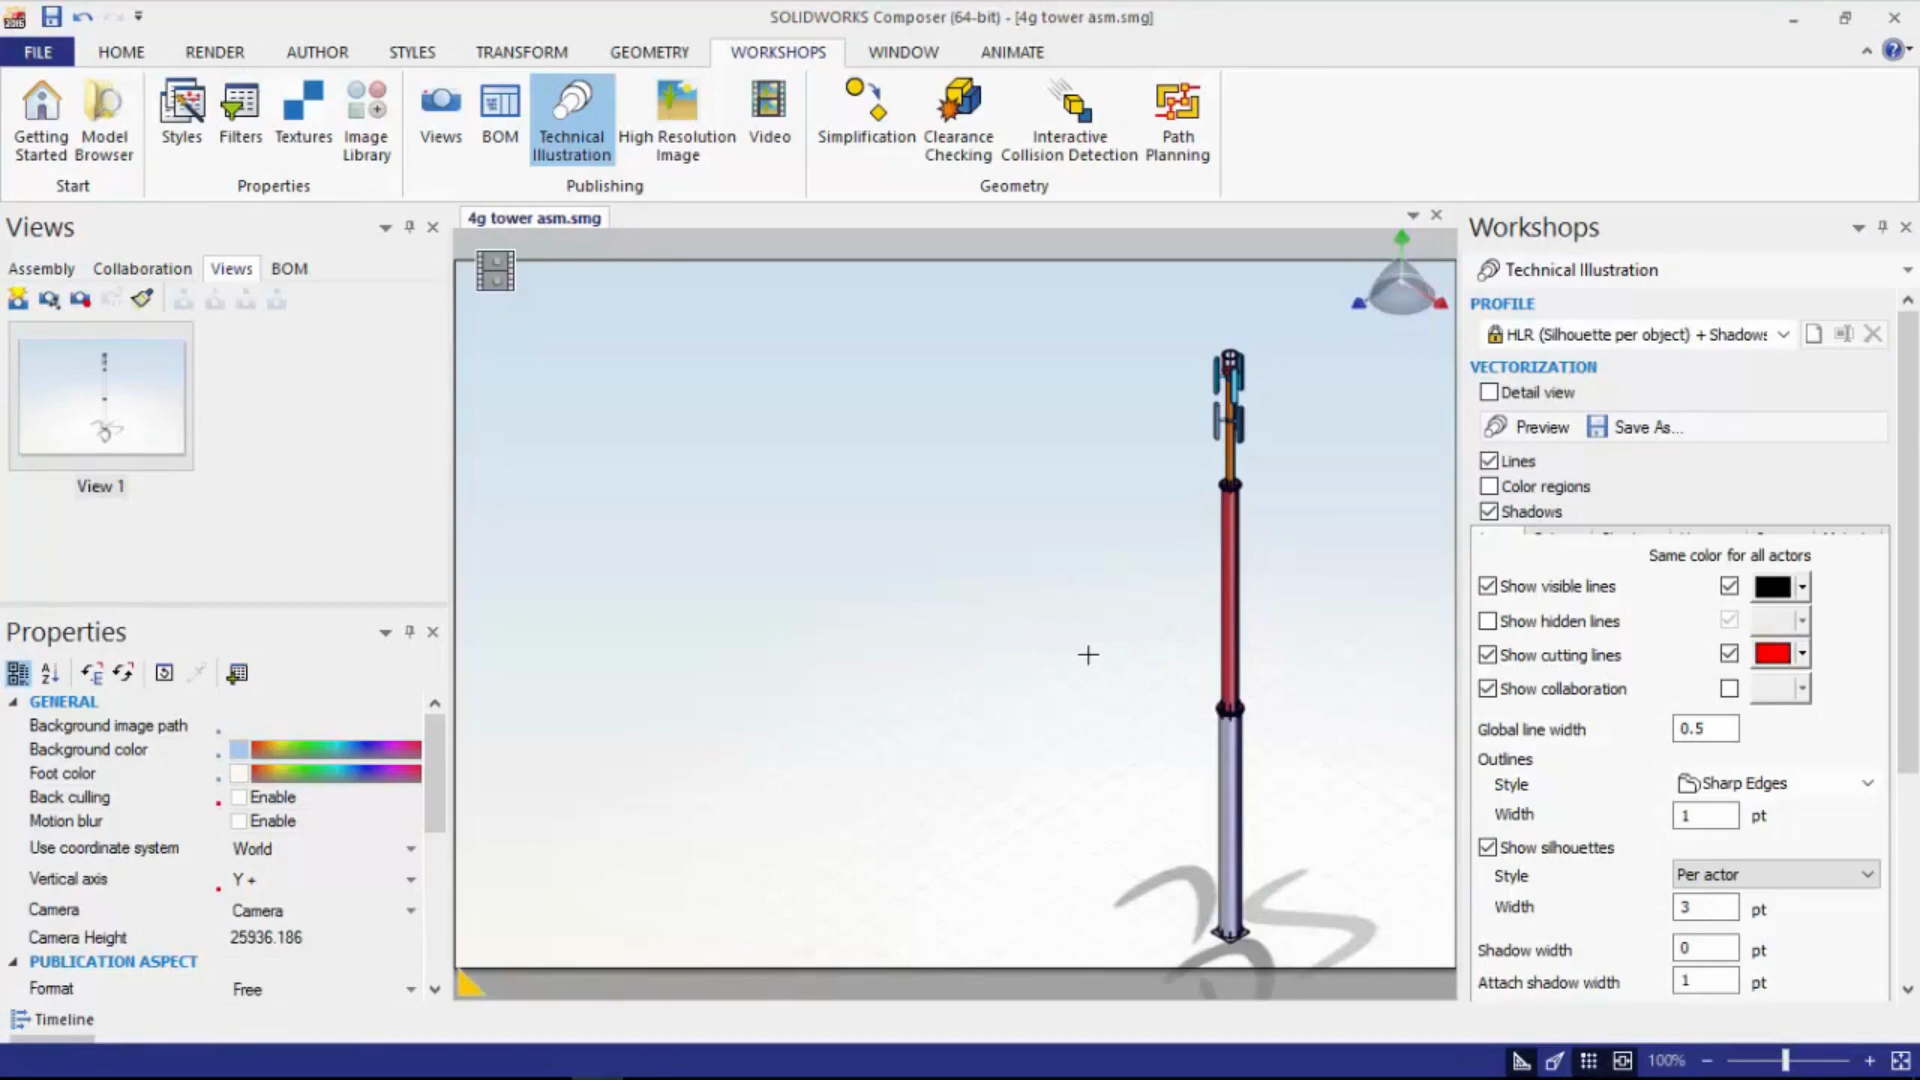 SOLIDWORKS Composer (64-bit) - [4g tower asm.smg]
FILE HOME RENDER AUTHOR STYLES TRANSFORM GEOMETRY WORKSHOPS WINDOW ANIMATE
Getting Started
Model Browser
Styles
Filters
Textures
Image Library
Views
BOM
Technical Illustration
High Resolution Image
Video
Simplification
Clearance Checking
Interactive Collision Detection
Path Planning
Start
Properties
Publishing
Geometry
Views
Assembly Collaboration Views BOM
View 1
Properties
GENERAL
Background image path
Background color
Foot color
Back culling Enable
Motion blur Enable
Use coordinate system World
Vertical axis Y +
Camera Camera
Camera Height 25936.186
PUBLICATION ASPECT
Format Free
Timeline
4g tower asm.smg
Workshops
Technical Illustration
PROFILE
HLR (Silhouette per object) + Shadows
VECTORIZATION
Detail view
Preview Save As...
Lines
Color regions
Shadows
Same color for all actors
Show visible lines
Show hidden lines
Show cutting lines
Show collaboration
Global line width 0.5
Outlines
Style Sharp Edges
Width 1 pt
Show silhouettes
Style Per actor
Width 3 pt
Shadow width 0 pt
Attach shadow width 1 pt
100%